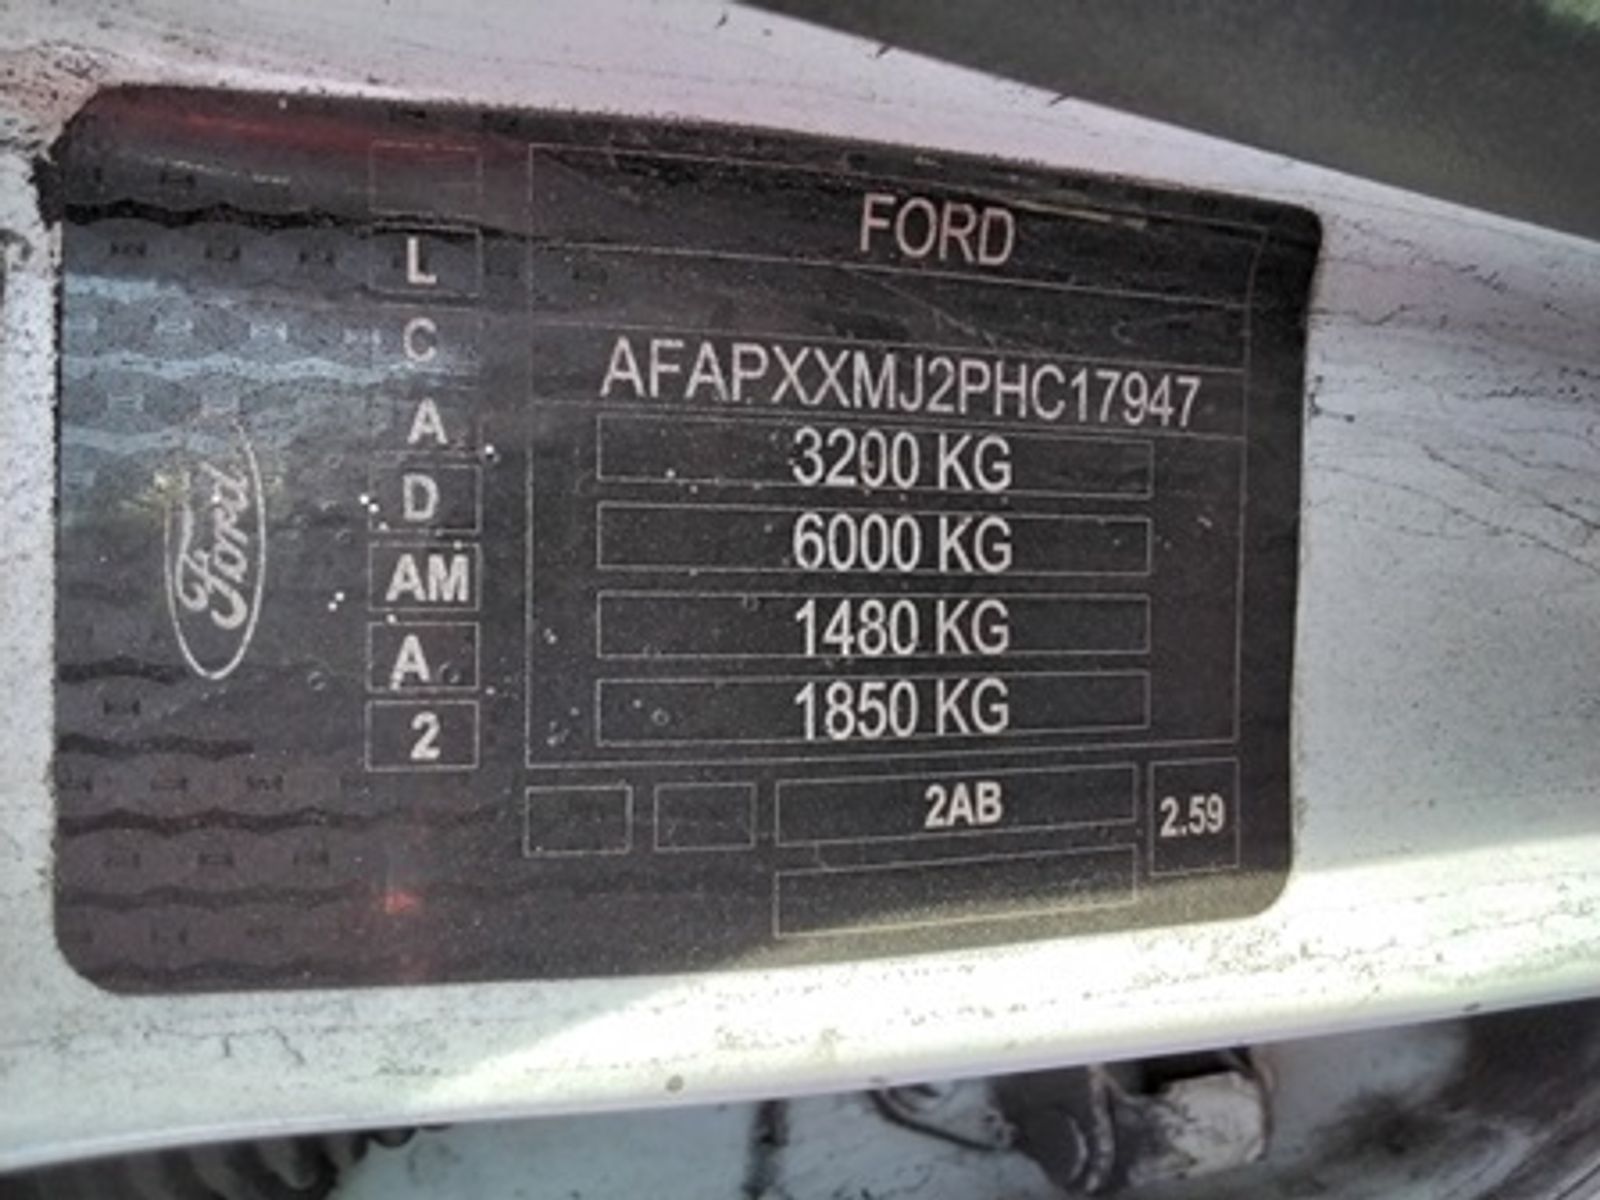 FORD
L
C
AFAPXXMJ2PHC17947
A
3200 KG
D
6000 KG
AM
1480 KG
A
1850 KG
2
2AB
2.59
Ford